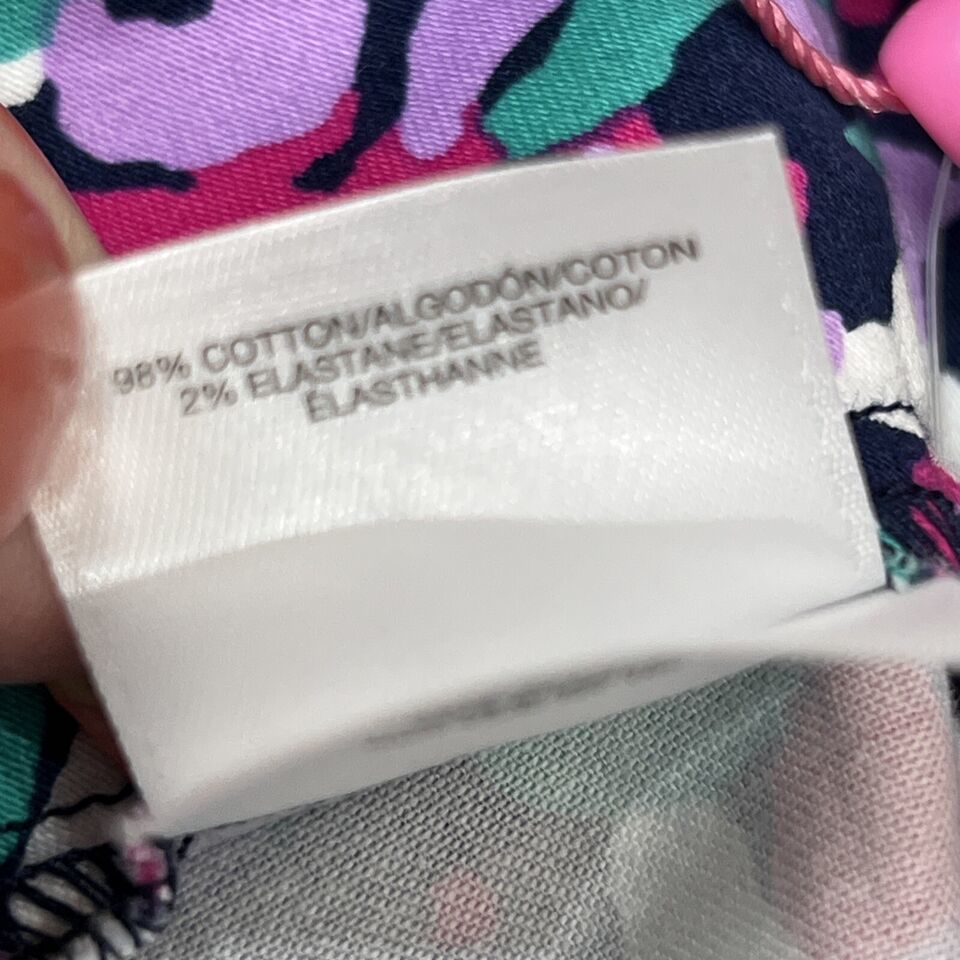 98% COTTON/ALGODÓN/COTON
2% ELASTANE/ELASTANO/
ÉLASTHANNE